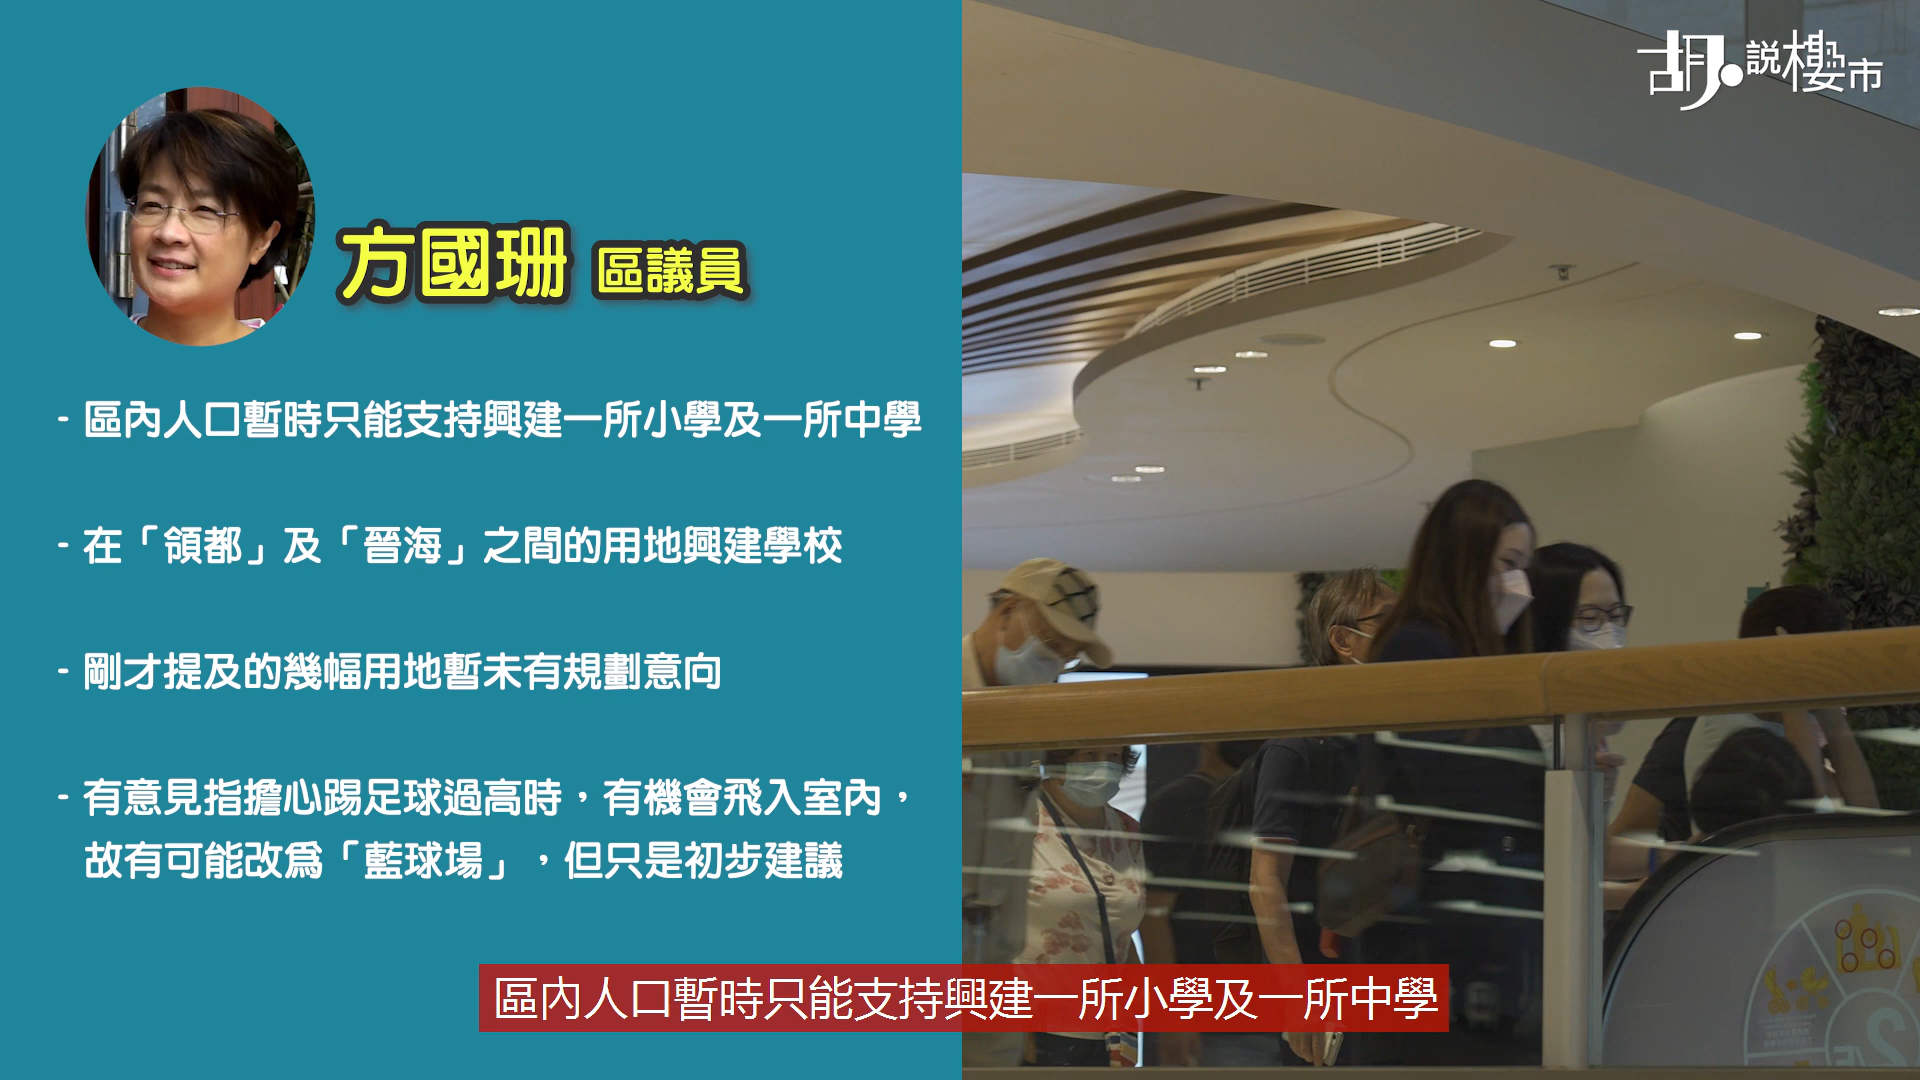 胡·說樓市
方國珊 區議員
- 區內人口暫時只能支持興建一所小學及一所中學
- 在「領都」及「晉海」之間的用地興建學校
- 剛才提及的幾幅用地暫未有規劃意向
- 有意見指擔心踢足球過高時，有機會飛入室內，
故有可能改為「藍球場」，但只是初步建議
區內人口暫時只能支持興建一所小學及一所中學